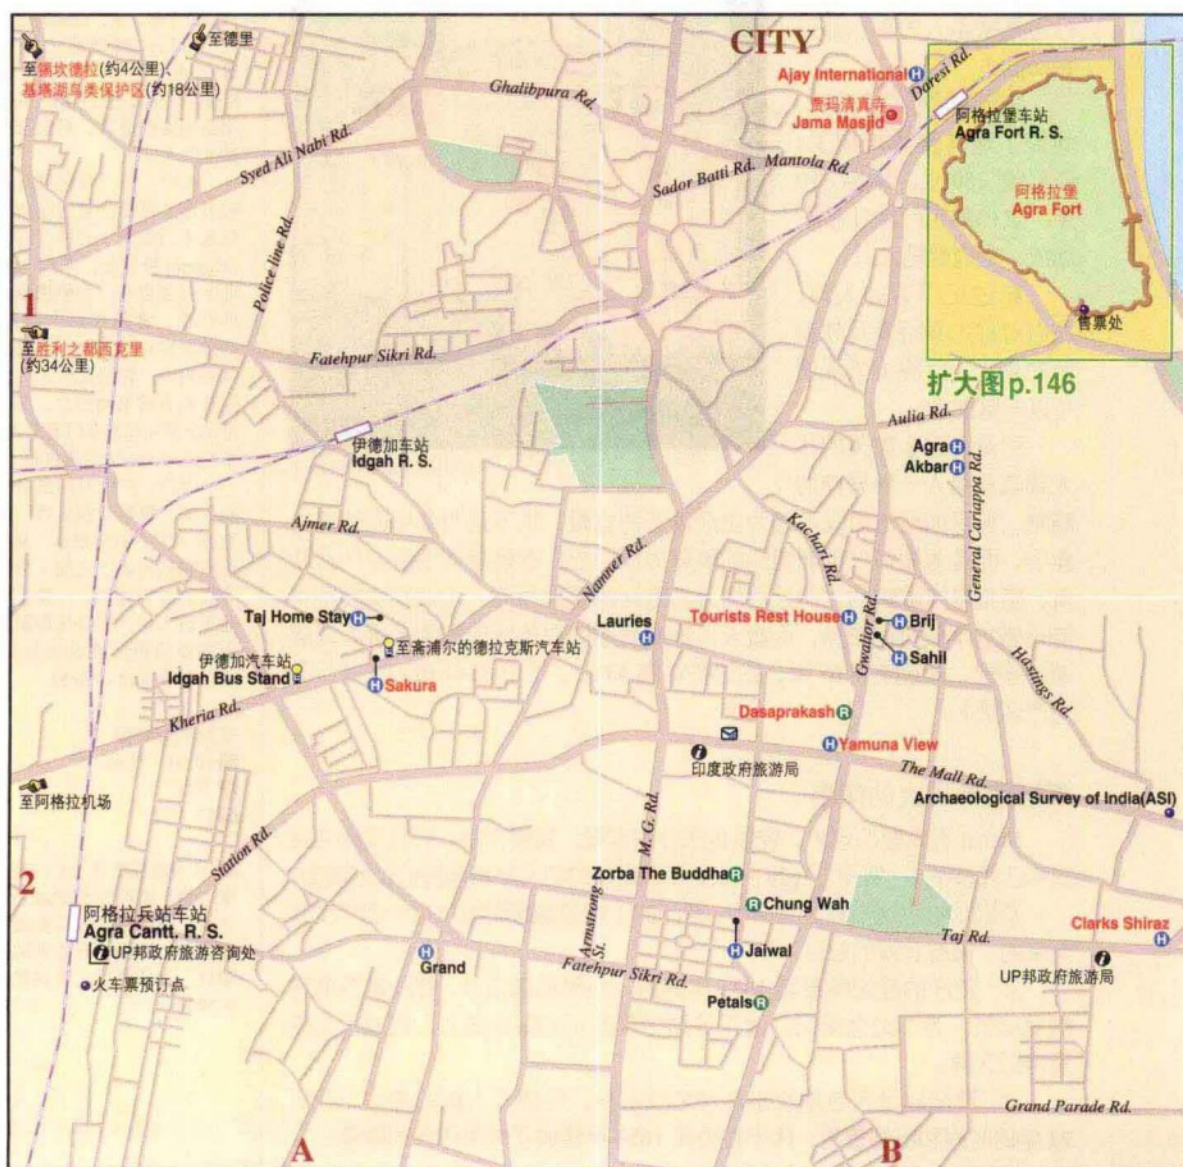 至德里
至锡坎德拉(约4公里)、
基塔湖鸟类保护区(约18公里)
CITY
Ajay International H
Daresi Rd.
Ghalibpura Rd.
贾玛清真寺
Jama Masjid
阿格拉堡车站
Agra Fort R. S.
Syed Ali Nabi Rd.
Sador Batti Rd.
Mantola Rd.
阿格拉堡
Agra Fort
Police line Rd.
1
售票处
至胜利之都西克里
(约34公里)
Fatehpur Sikri Rd.
扩大图p.146
Aulia Rd.
伊德加车站
Idgah R. S.
Agra H
Akbar H
General Cariappa Rd.
Ajmer Rd.
Kachari Rd.
Namner Rd.
Taj Home Stay H
Lauries
H
Tourists Rest House H
Gwalior Rd.
H Brij
至斋浦尔的德拉克斯汽车站
伊德加汽车站
Idgah Bus Stand
H Sahil
Hastings Rd.
H Sakura
Kheria Rd.
Dasaprakash R
H Yamuna View
印度政府旅游局
The Mall Rd.
至阿格拉机场
Archaeological Survey of India(ASI)
M. G. Rd.
Station Rd.
Zorba The Buddha R
2
R Chung Wah
阿格拉兵站车站
Agra Cantt. R. S.
Armstrong
St.
Taj Rd.
Clarks Shiraz
H
i UP邦政府旅游咨询处
H
Grand
H Jaiwal
Fatehpur Sikri Rd.
i
UP邦政府旅游局
火车票预订点
Petals R
Grand Parade Rd.
A
B